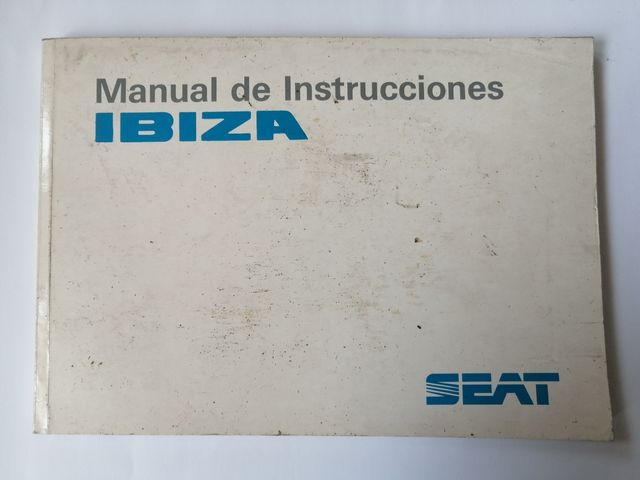 Manual de Instrucciones
IBIZA
SEAT